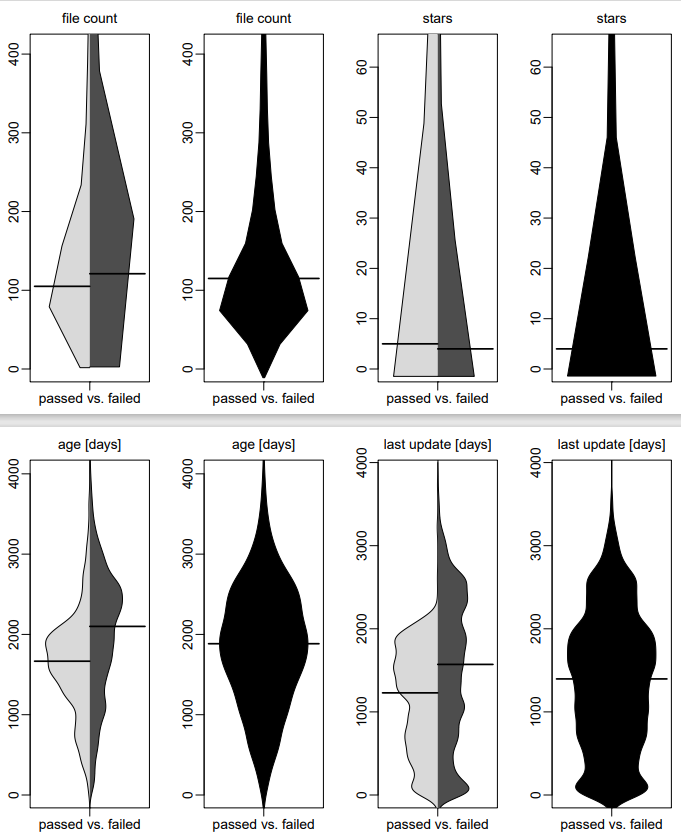 file count file count stars stars
400 400 60 60
300 300 50 50
200 200 40 40
100 100 30 30
0 0 20 20
10 10
0 0
passed vs. failed passed vs. failed passed vs. failed passed vs. failed
age [days] age [days] last update [days] last update [days]
4000 4000 4000 4000
3000 3000 3000 3000
2000 2000 2000 2000
1000 1000 1000 1000
0 0 0 0
passed vs. failed passed vs. failed passed vs. failed passed vs. failed